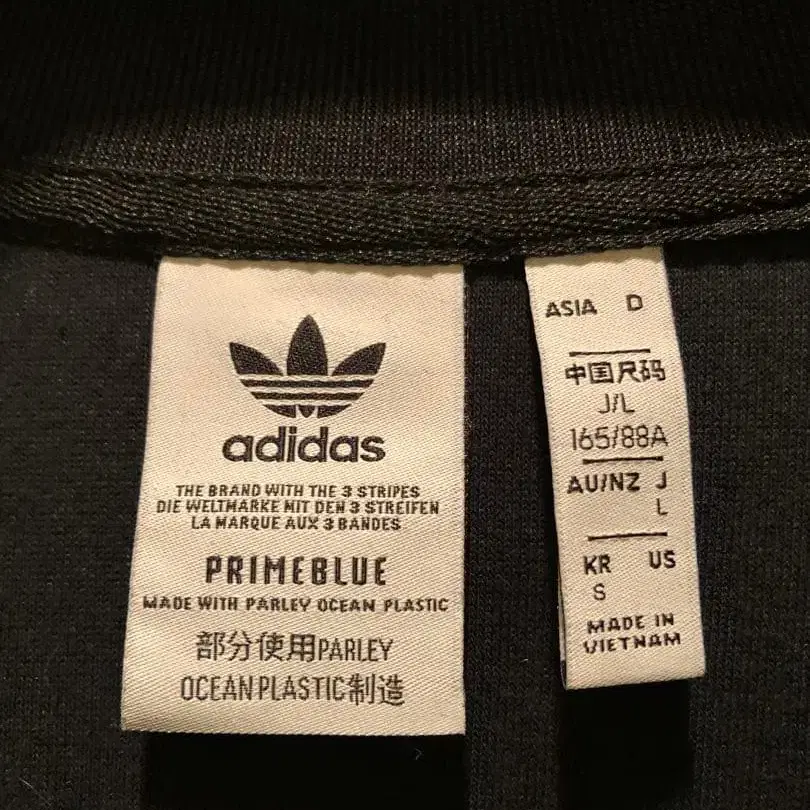 adidas
THE BRAND WITH THE 3 STRIPES
DIE WELTMARKE MIT DEN 3 STREIFEN
LA MARQUE AUX 3 BANDES
PRIMEBLUE
MADE WITH PARLEY OCEAN PLASTIC
部分使用PARLEY
OCEAN PLASTIC制造
ASIA D
中国尺码
J/L
165/88A
AU/NZ J
L
KR US
S
MADE IN
VIETNAM